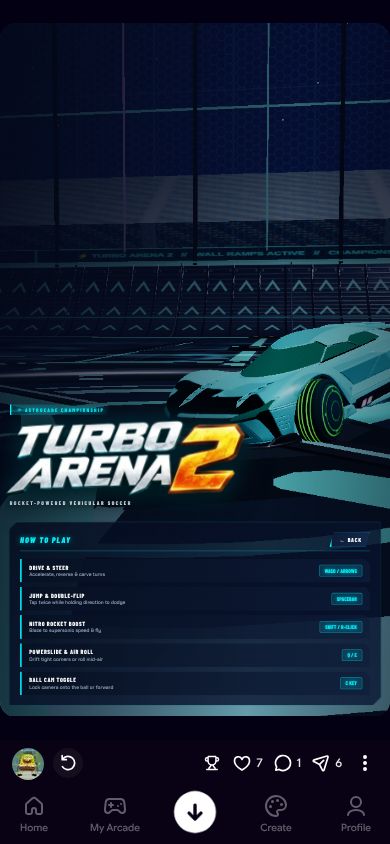 TURBO ARENA 2 // WALL RAMPS ACTIVE // CHAMPION
ASTROCADE CHAMPIONSHIP
TURBO
ARENA 2
ROCKET-POWERED VEHICULAR SOCCER
HOW TO PLAY
← BACK
DRIVE & STEER
WASD / ARROWS
Accelerate, reverse & carve turns
JUMP & DOUBLE-FLIP
SPACEBAR
Tap twice while holding direction to dodge
NITRO ROCKET BOOST
SHIFT / R-CLICK
Blaze to supersonic speed & fly
POWERSLIDE & AIR ROLL
Q / E
Drift tight corners or roll mid-air
BALL CAM TOGGLE
C KEY
Lock camera onto the ball or forward
7
1
6
Home
My Arcade
Create
Profile